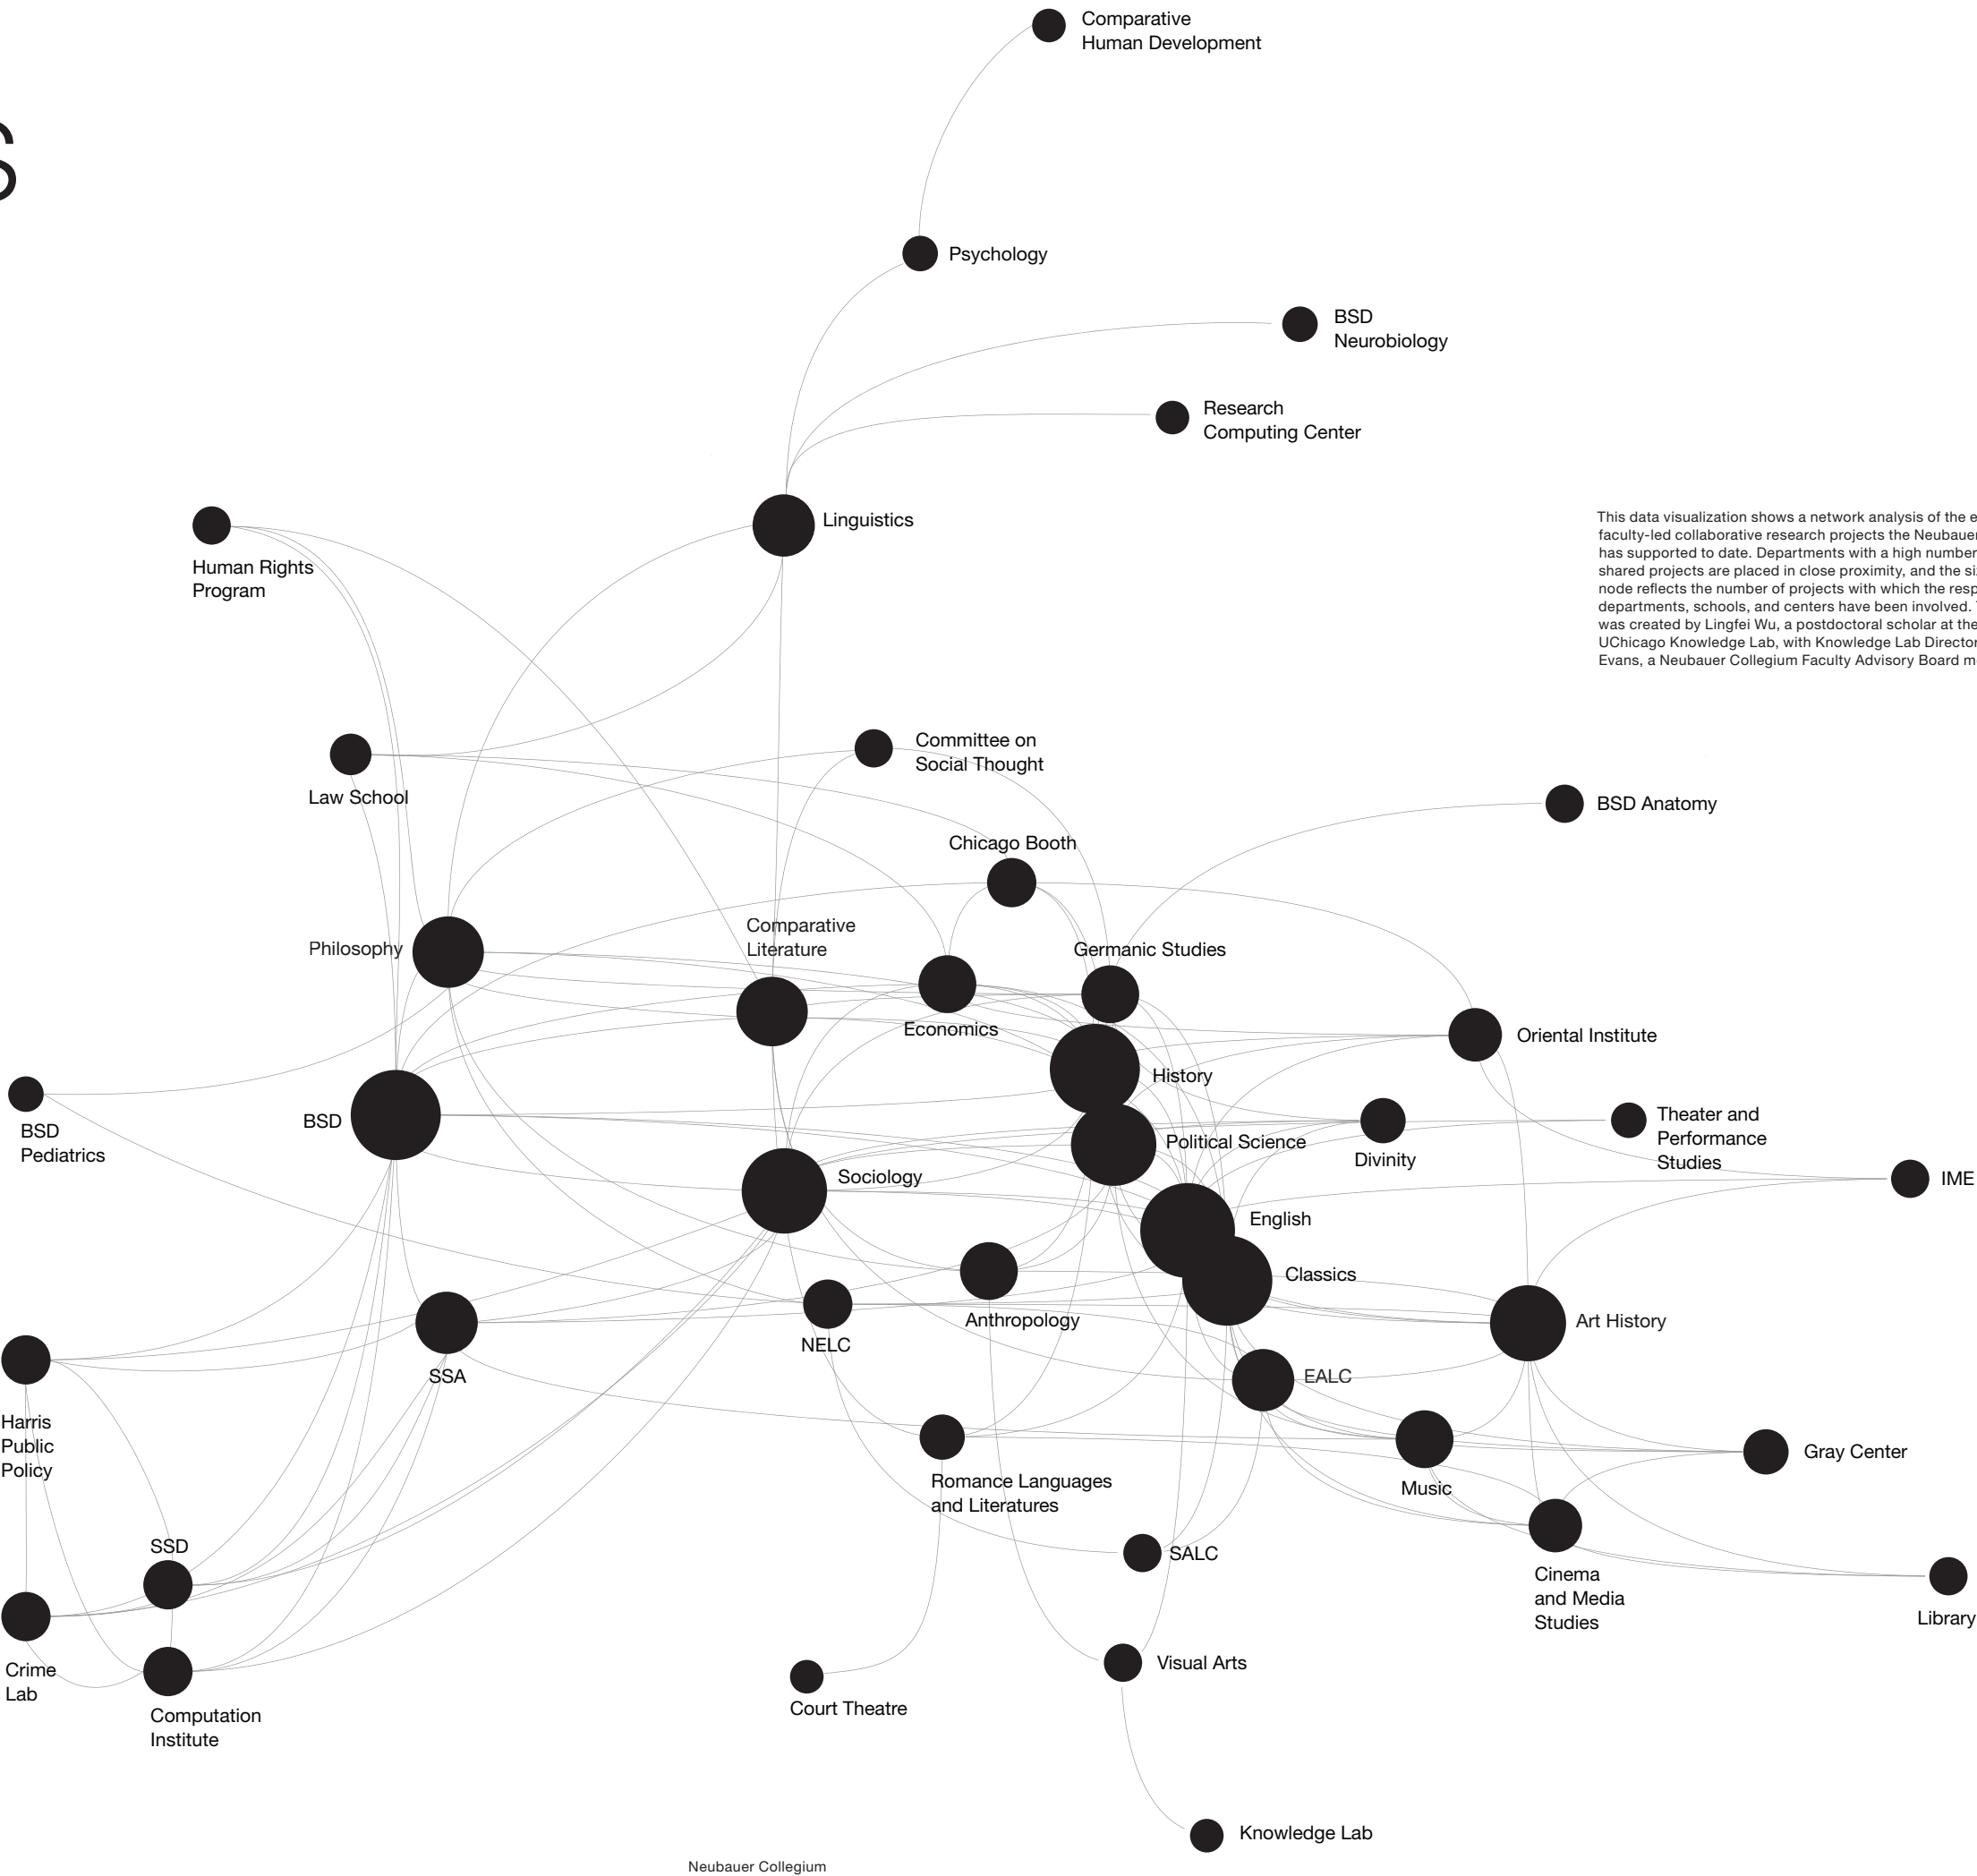 S
Comparative
Human Development
Psychology
BSD
Neurobiology
Research
Computing Center
Linguistics
Human Rights
Program
This data visualization shows a network analysis of the
faculty-led collaborative research projects the Neubauer
has supported to date. Departments with a high number
shared projects are placed in close proximity, and the
node reflects the number of projects with which the
departments, schools, and centers have been involved.
was created by Lingfei Wu, a postdoctoral scholar at the
UChicago Knowledge Lab, with Knowledge Lab Director
Evans, a Neubauer Collegium Faculty Advisory Board
Committee on
Social Thought
Law School
BSD Anatomy
Chicago Booth
Comparative
Literature
Philosophy
Germanic Studies
Economics
Oriental Institute
History
BSD
BSD
Pediatrics
Political Science
Divinity
Theater and
Performance
Studies
Sociology
IME
English
Classics
Anthropology
NELC
Art History
SSA
EALC
Harris
Public
Policy
Romance Languages
and Literatures
Music
Gray Center
SSD
SALC
Cinema
and Media
Studies
Library
Crime
Lab
Computation
Institute
Court Theatre
Visual Arts
Knowledge Lab
Neubauer Collegium